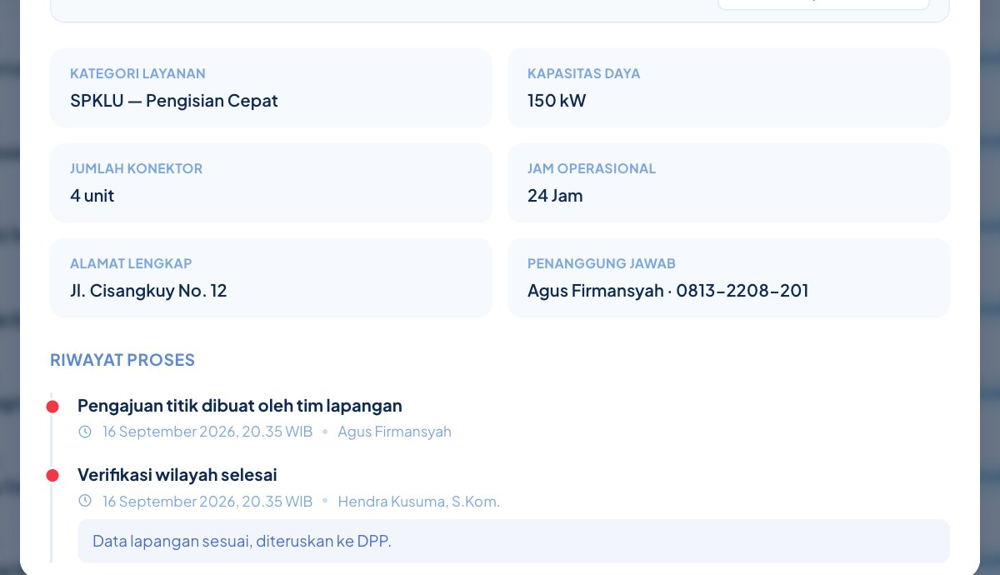 KATEGORI LAYANAN
SPKLU — Pengisian Cepat
KAPASITAS DAYA
150 kW
JUMLAH KONEKTOR
4 unit
JAM OPERASIONAL
24 Jam
ALAMAT LENGKAP
Jl. Cisangkuy No. 12
PENANGGUNG JAWAB
Agus Firmansyah · 0813-2208-201
RIWAYAT PROSES
Pengajuan titik dibuat oleh tim lapangan
16 September 2026, 20.35 WIB • Agus Firmansyah
Verifikasi wilayah selesai
16 September 2026, 20.35 WIB • Hendra Kusuma, S.Kom.
Data lapangan sesuai, diteruskan ke DPP.